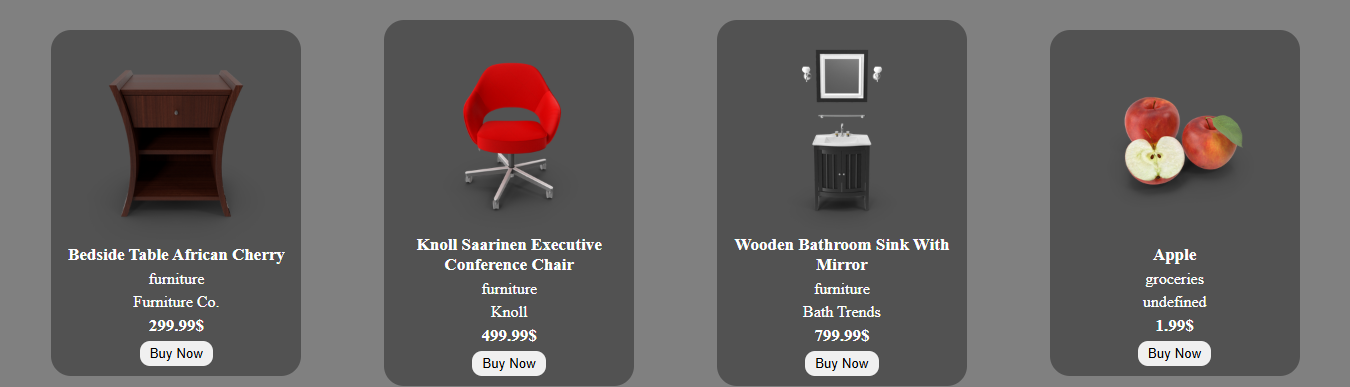 Bedside Table African Cherry
furniture
Furniture Co.
299.99$
Buy Now
Knoll Saarinen Executive
Conference Chair
furniture
Knoll
499.99$
Buy Now
Wooden Bathroom Sink With
Mirror
furniture
Bath Trends
799.99$
Buy Now
Apple
groceries
undefined
1.99$
Buy Now